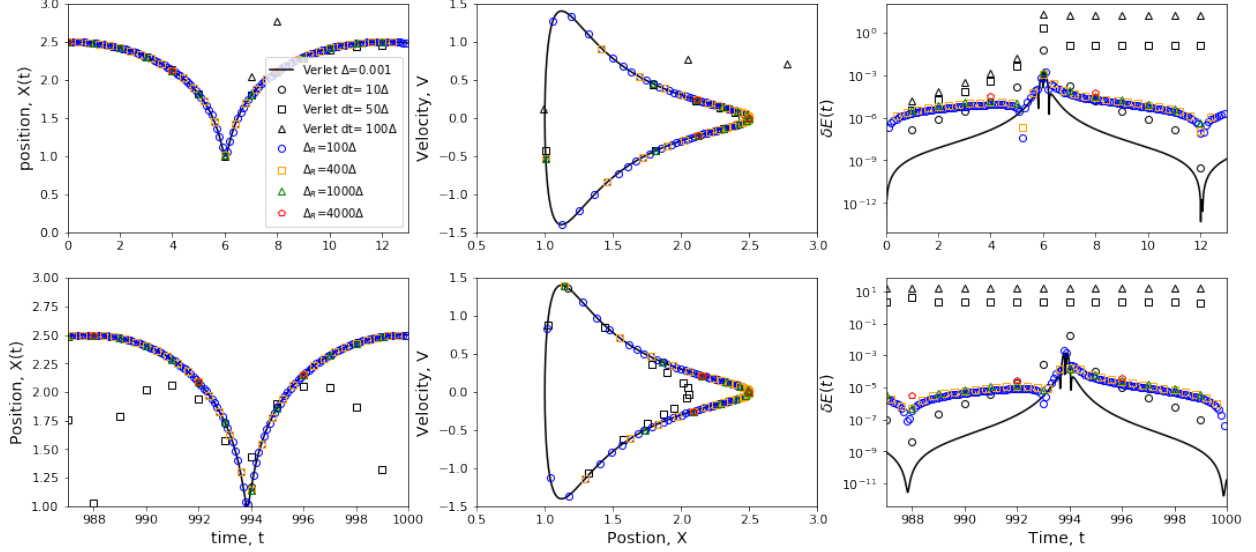 3.0
2.5
2.0
1.5
1.0
0.5
0.0
position, X(t)
0 2 4 6 8 10 12
Verlet Δ=0.001
Verlet dt= 10Δ
Verlet dt= 50Δ
Verlet dt= 100Δ
Δ_R=100Δ
Δ_R=400Δ
Δ_R=1000Δ
Δ_R=4000Δ
1.5
1.0
0.5
0.0
−0.5
−1.0
−1.5
Velocity, V
0.5 1.0 1.5 2.0 2.5 3.0
10⁰
10⁻³
10⁻⁶
10⁻⁹
10⁻¹²
δE(t)
0 2 4 6 8 10 12
3.00
2.75
2.50
2.25
2.00
1.75
1.50
1.25
1.00
Position, X(t)
988 990 992 994 996 998 1000
time, t
1.5
1.0
0.5
0.0
−0.5
−1.0
−1.5
Velocity, V
0.5 1.0 1.5 2.0 2.5 3.0
Postion, X
10¹
10⁻¹
10⁻³
10⁻⁵
10⁻⁷
10⁻⁹
10⁻¹¹
δE(t)
988 990 992 994 996 998 1000
Time, t